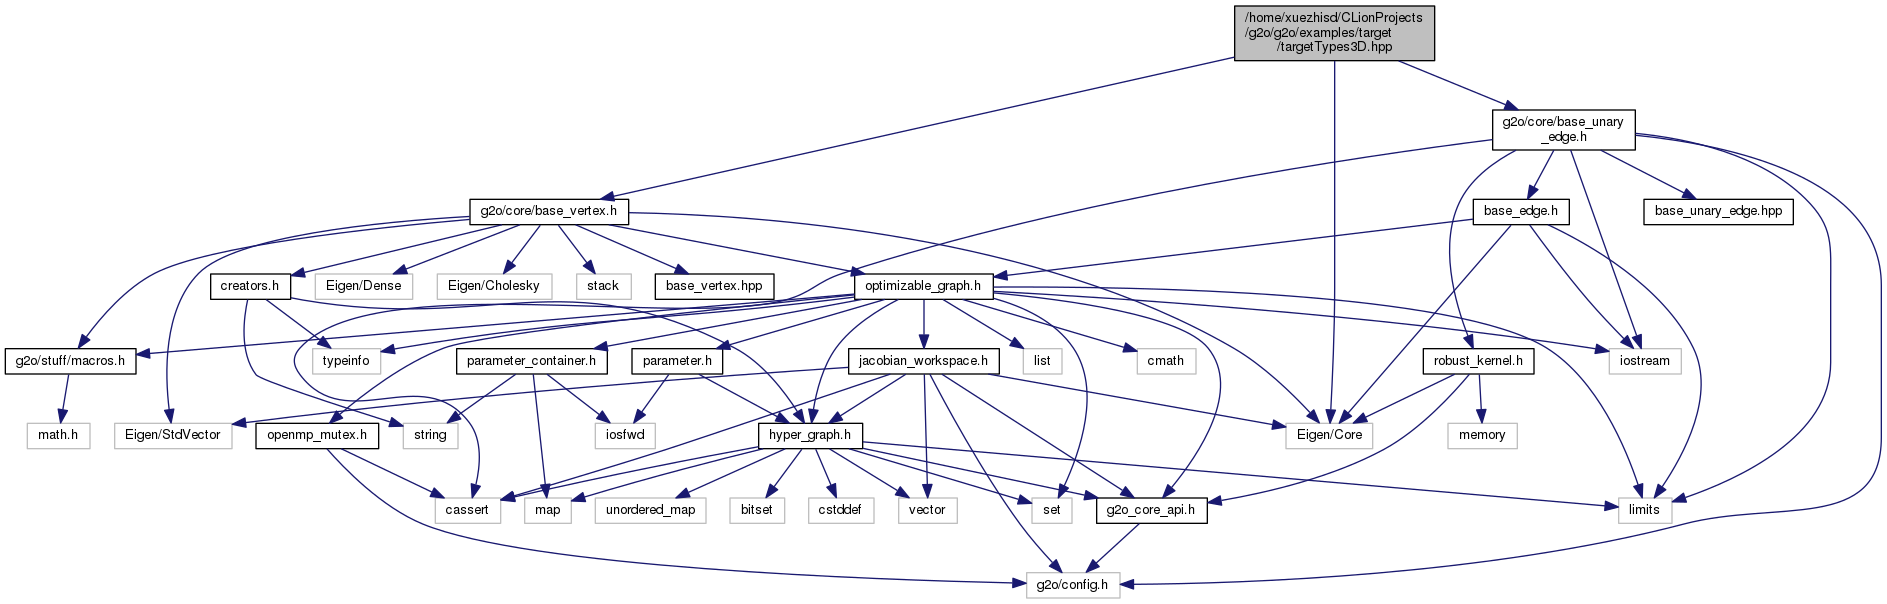 /home/xuezhisd/CLionProjects
/g2o/g2o/examples/target
/targetTypes3D.hpp
g2o/core/base_unary
_edge.h
g2o/core/base_vertex.h
base_edge.h
base_unary_edge.hpp
creators.h
Eigen/Dense
Eigen/Cholesky
stack
base_vertex.hpp
optimizable_graph.h
g2o/stuff/macros.h
typeinfo
parameter_container.h
parameter.h
jacobian_workspace.h
list
cmath
robust_kernel.h
iostream
math.h
Eigen/StdVector
openmp_mutex.h
string
iosfwd
hyper_graph.h
Eigen/Core
memory
cassert
map
unordered_map
bitset
cstddef
vector
set
g2o_core_api.h
limits
g2o/config.h